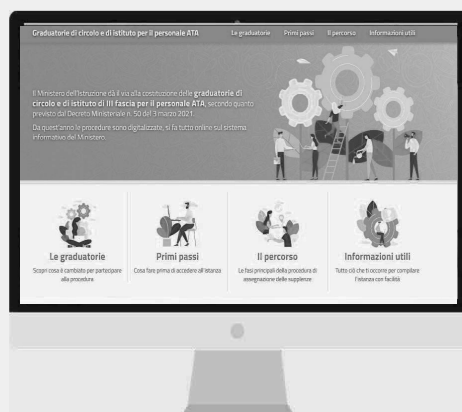 Graduatorie di circolo e di istituto per il personale ATA
Le graduatorie Primi passi Il percorso Informazioni utili
Il Ministero dell'Istruzione dà il via alla costituzione delle graduatorie di
circolo e di istituto di III fascia per il personale ATA, secondo quanto
previsto dal Decreto Ministeriale n. 50 del 3 marzo 2021.
Da quest'anno le procedure sono digitalizzate, si fa tutto online sul sistema
informativo del Ministero.
Le graduatorie
Scopri cosa è cambiato per partecipare
alla procedure.
Primi passi
Cosa fare prima di accedere all'istanza
Il percorso
Le fasi principali della procedura di
assegnazione delle supplenze
Informazioni utili
Tutto ciò che ti occorre per compilare
l'istanza con facilità